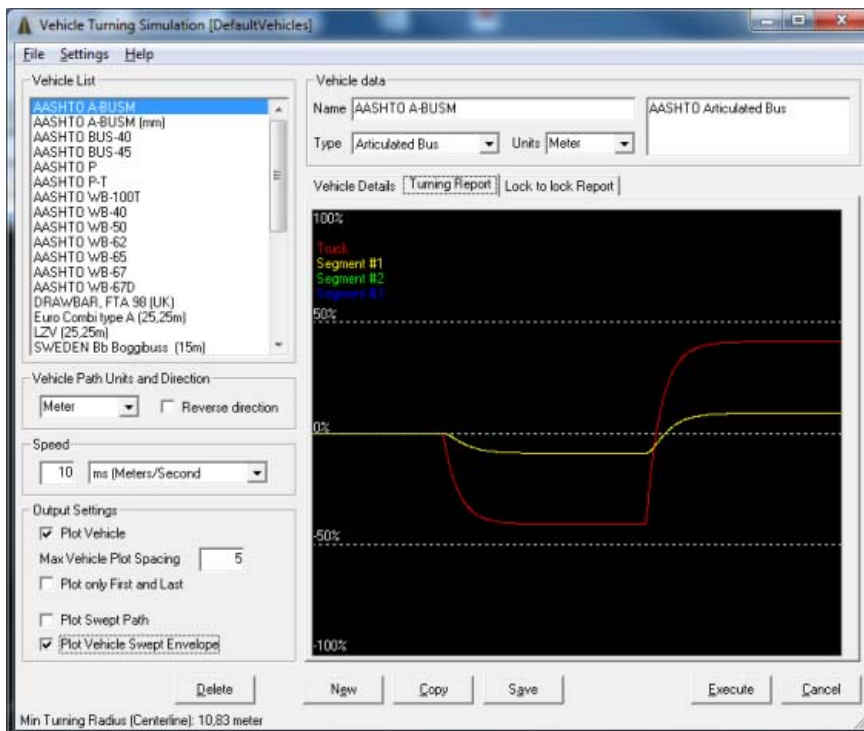 Vehicle Turning Simulation [DefaultVehicles]
File Settings Help
Vehicle List
AASHTO A-BUSM
AASHTO A-BUSM (mm)
AASHTO BUS-40
AASHTO BUS-45
AASHTO P
AASHTO P-T
AASHTO WB-100T
AASHTO WB-40
AASHTO WB-50
AASHTO WB-62
AASHTO WB-65
AASHTO WB-67
AASHTO WB-67D
DRAWBAR, FTA 98 (UK)
Euro Combi type A (25,25m)
LZV (25,25m)
SWEDEN Bb Boggibuss (15m)
Vehicle Path Units and Direction
Meter Reverse direction
Speed
10 ms (Meters/Second
Output Settings
Plot Vehicle
Max Vehicle Plot Spacing 5
Plot only First and Last
Plot Swept Path
Plot Vehicle Swept Envelope
Delete
Vehicle data
Name AASHTO A-BUSM
AASHTO Articulated Bus
Type Articulated Bus Units Meter
Vehicle Details Turning Report Lock to lock Report
100%
Truck
Segment #1
Segment #2
Segment #3
50%
0%
-50%
-100%
New Copy Save Execute Cancel
Min Turning Radius (Centerline): 10,83 meter